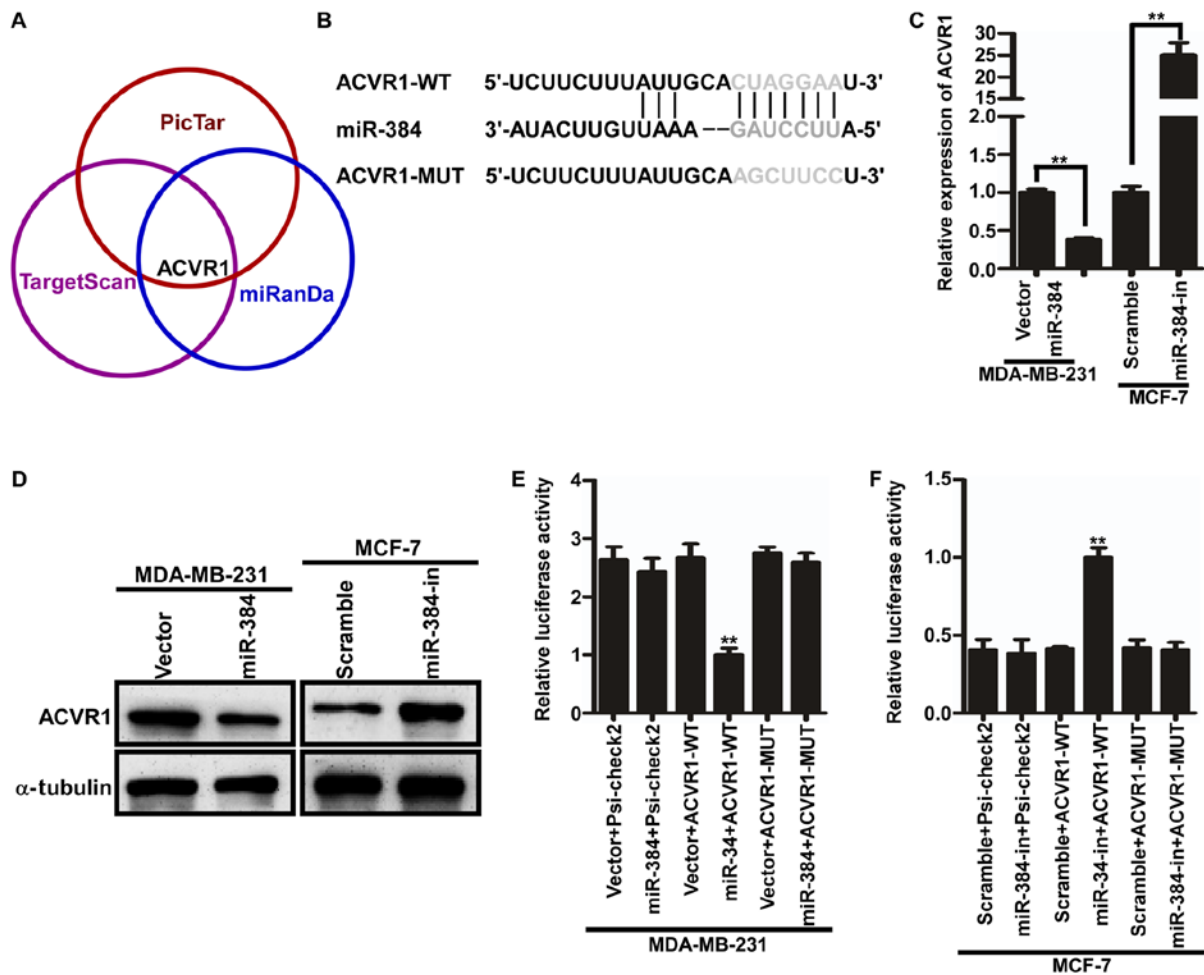 A
PicTar
TargetScan
ACVR1
miRanDa
B
ACVR1-WT 5'-UCUUCUUUAUUGCACUAGGAAU-3'
miR-384 3'-AUACUUGUUAAA --GAUCCUUA-5'
ACVR1-MUT 5'-UCUUCUUUAUUGCAAGCUUCCU-3'
C
Relative expression of ACVR1
30
25
20
15
1.5
1.0
0.5
0.0
**
**
Vector
miR-384
Scramble
miR-384-in
MDA-MB-231
MCF-7
D
MDA-MB-231
MCF-7
Vector
miR-384
Scramble
miR-384-in
ACVR1
α-tubulin
E
Relative luciferase activity
4
3
2
1
0
**
Vector+Psi-check2
miR-384+Psi-check2
Vector+ACVR1-WT
miR-34+ACVR1-WT
Vector+ACVR1-MUT
miR-384+ACVR1-MUT
MDA-MB-231
F
Relative luciferase activity
1.5
1.0
0.5
0.0
**
Scramble+Psi-check2
miR-384-in+Psi-check2
Scramble+ACVR1-WT
miR-34-in+ACVR1-WT
Scramble+ACVR1-MUT
miR-384-in+ACVR1-MUT
MCF-7